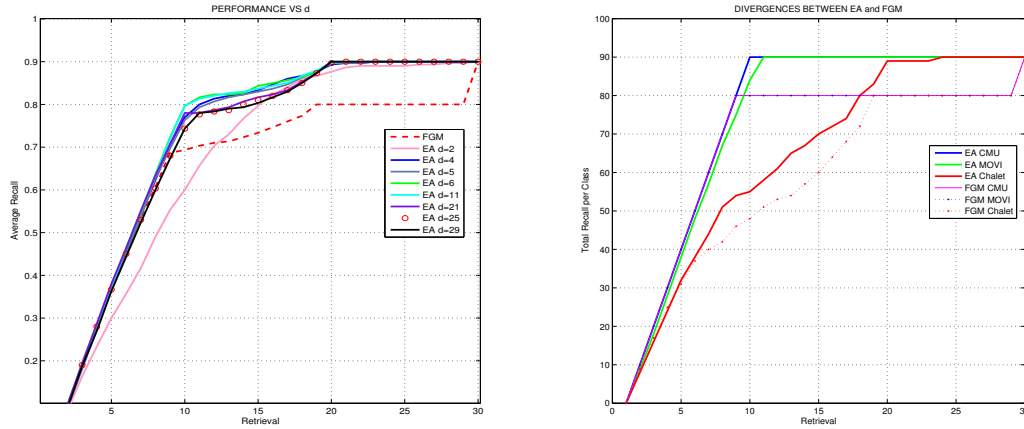 PERFORMANCE VS d
1
0.9
0.8
0.7
0.6
0.5
0.4
0.3
0.2
5
10
15
20
25
30
Retrieval
Average Recall
FGM
EA d=2
EA d=4
EA d=5
EA d=6
EA d=11
EA d=21
EA d=25
EA d=29
DIVERGENCES BETWEEN EA and FGM
100
90
80
70
60
50
40
30
20
10
0
0
5
10
15
20
25
30
Retrieval
Total Recall per Class
EA CMU
EA MOVI
EA Chalet
FGM CMU
FGM MOVI
FGM Chalet